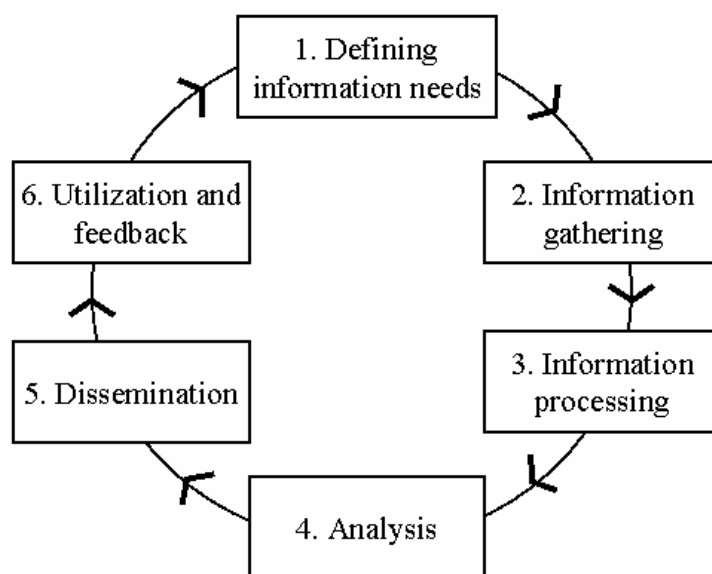 1. Defining
information needs
2. Information
gathering
3. Information
processing
4. Analysis
5. Dissemination
6. Utilization and
feedback